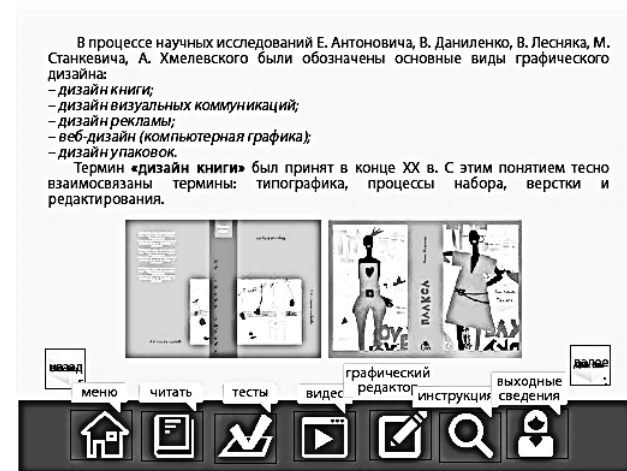 В процессе научных исследований Е. Антоновича, В. Даниленко, В. Лесняка, М.
Станкевича, А. Хмелевского были обозначены основные виды графического
дизайна:
– дизайн книги;
– дизайн визуальных коммуникаций;
– дизайн рекламы;
– веб-дизайн (компьютерная графика);
– дизайн упаковок.
Термин «дизайн книги» был принят в конце XX в. С этим понятием тесно
взаимосвязаны термины: типографика, процессы набора, верстки и
редактирования.
ПЛАКСА
назад
далее
меню
читать
тесты
видео
графический
редактор
инструкция
выходные
сведения